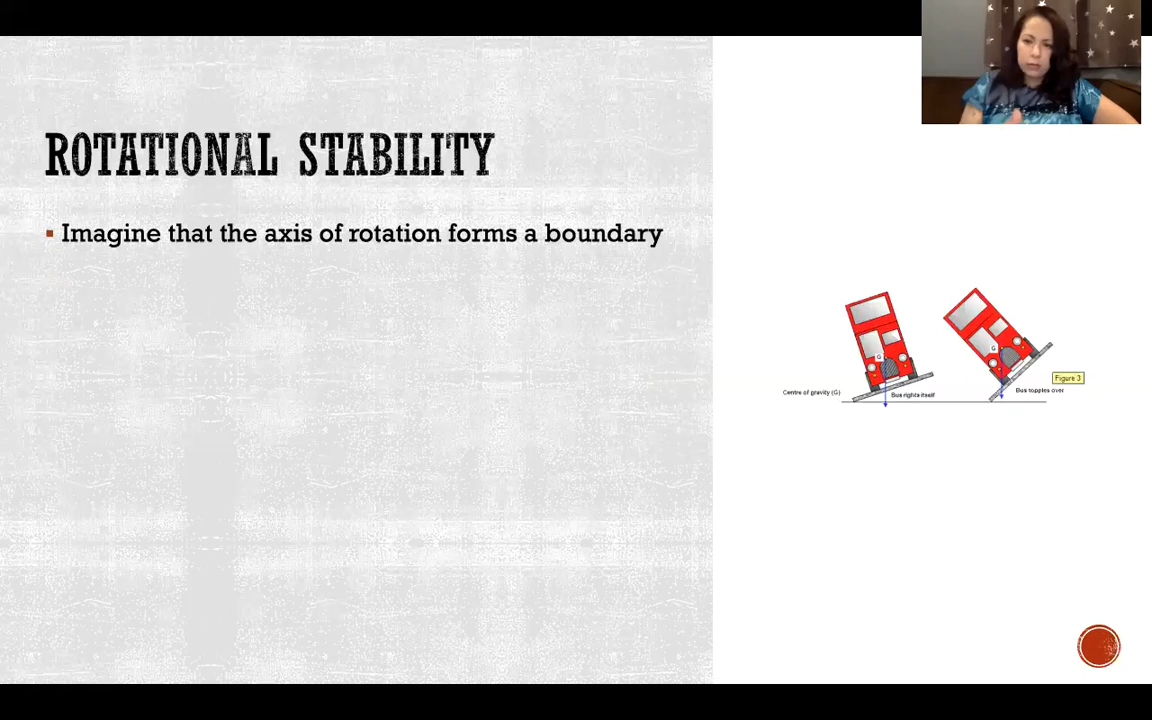 ROTATIONAL STABILITY
▪ Imagine that the axis of rotation forms a boundary
G
G
Figure 3
Centre of gravity (G)
Bus rights itself
Bus topples over